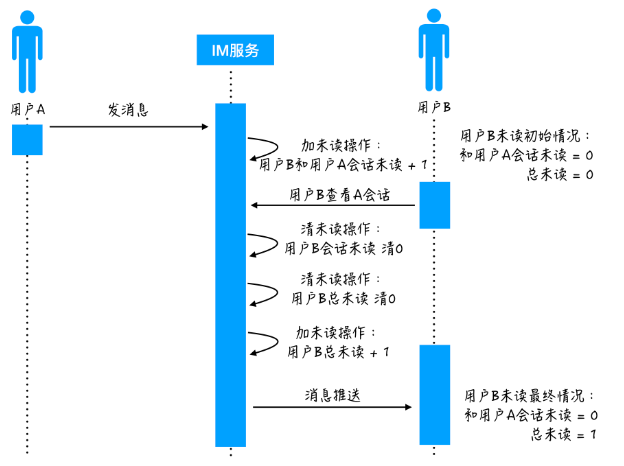 IM服务
用户A
用户B
发消息
用户B未读初始情况：
和用户A会话未读 = 0
总未读 = 0
加未读操作：
用户B和用户A会话未读 + 1
用户B查看A会话
清未读操作：
用户B会话未读 清0
清未读操作：
用户B总未读 清0
加未读操作：
用户B总未读 + 1
消息推送
用户B未读最终情况：
和用户A会话未读 = 0
总未读 = 1